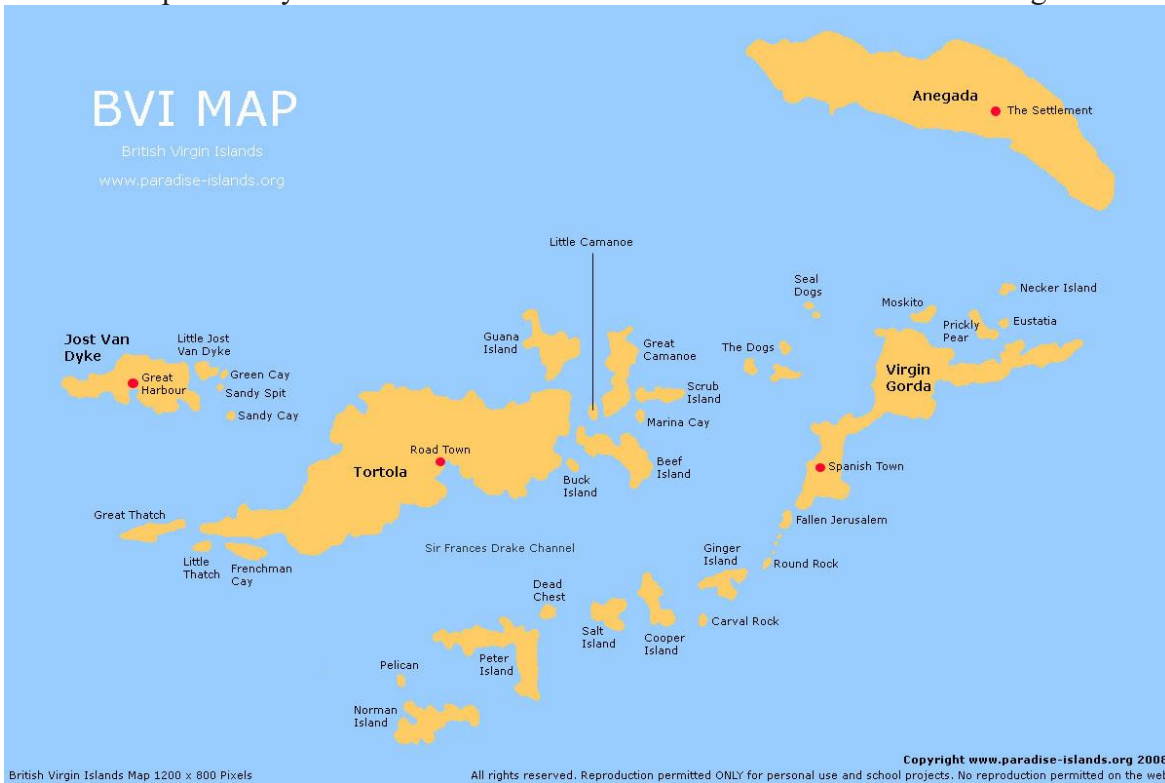 BVI MAP
British Virgin Islands
www.paradise-islands.org
Anegada
The Settlement
Little Camanoe
Seal
Dogs
Necker Island
Moskito
Prickly
Pear
Eustatia
Jost Van
Dyke
Little Jost
Van Dyke
Guana
Island
Great
Camanoe
The Dogs
Virgin
Gorda
Great
Harbour
Green Cay
Sandy Spit
Scrub
Island
Sandy Cay
Marina Cay
Road Town
Tortola
Buck
Island
Beef
Island
Spanish Town
Great Thatch
Fallen Jerusalem
Little
Thatch
Frenchman
Cay
Sir Frances Drake Channel
Ginger
Island
Round Rock
Dead
Chest
Salt
Island
Cooper
Island
Carval Rock
Pelican
Peter
Island
Norman
Island
Copyright www.paradise-islands.org 2008
British Virgin Islands Map 1200 x 800 Pixels
All rights reserved. Reproduction permitted ONLY for personal use and school projects. No reproduction permitted on the web